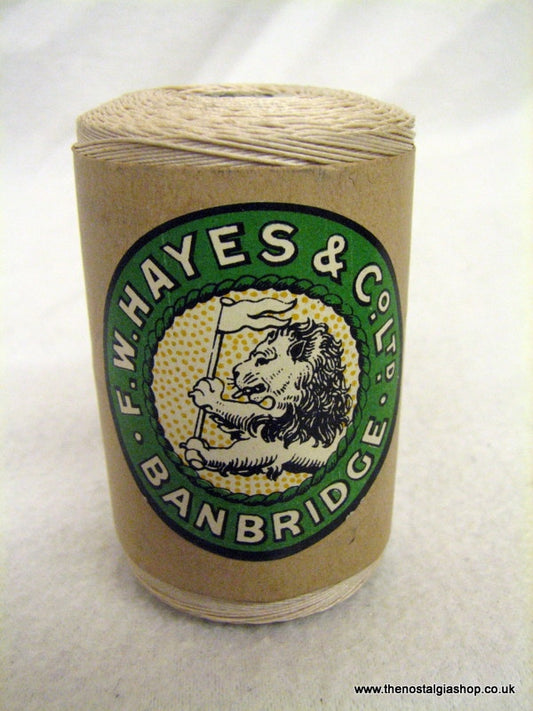 F.W. HAYES & Co. LTD.
· BANBRIDGE ·
www.thenostalgiashop.co.uk